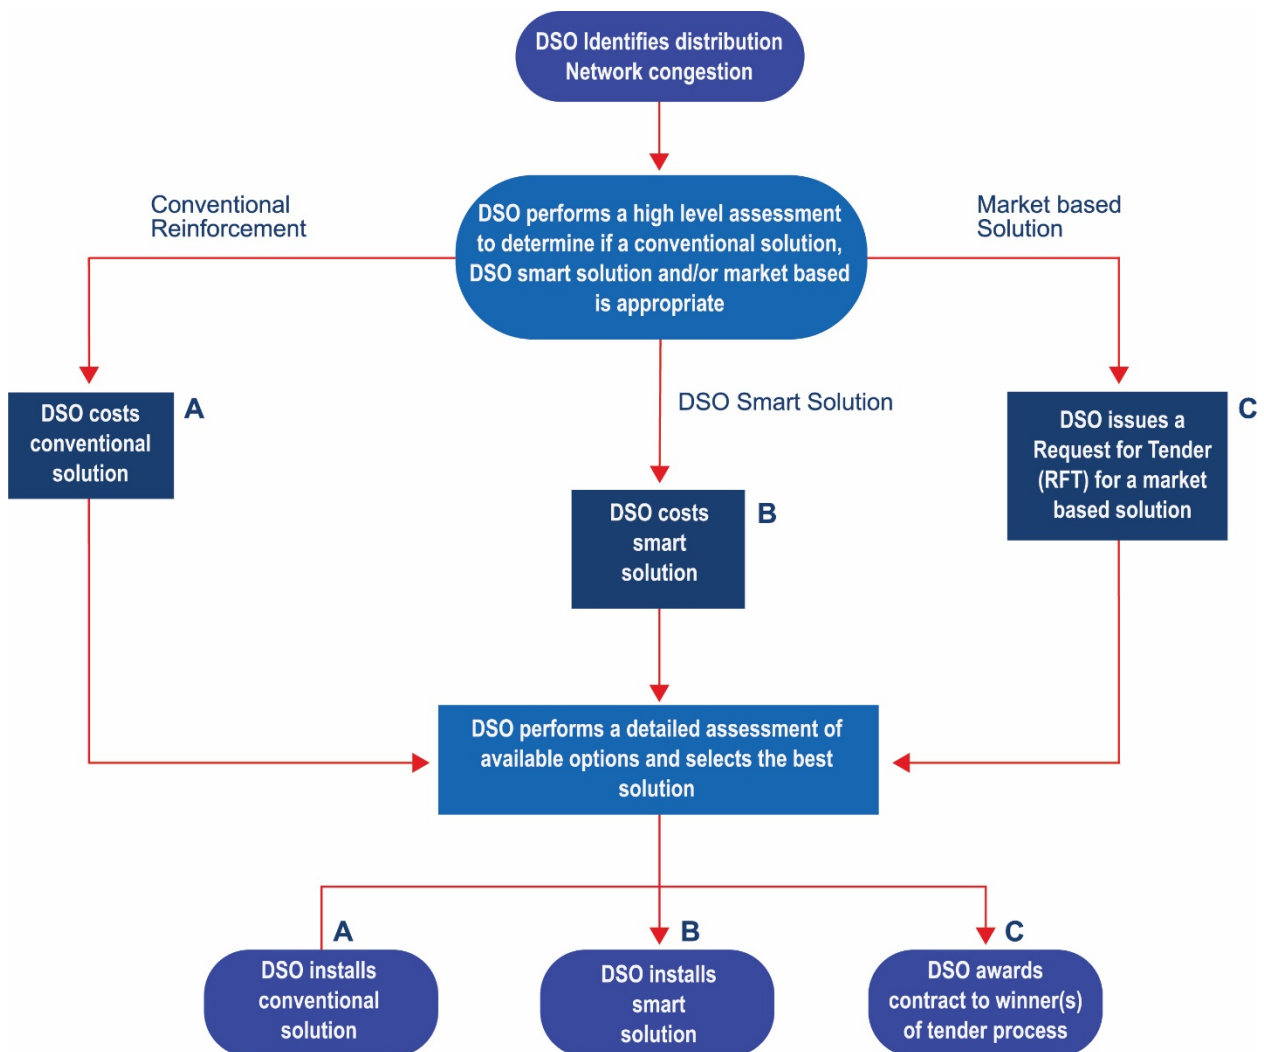 DSO Identifies distribution
Network congestion
Conventional
Reinforcement
DSO performs a high level assessment
to determine if a conventional solution,
DSO smart solution and/or market based
is appropriate
Market based
Solution
DSO costs
conventional
solution
A
DSO Smart Solution
DSO costs
smart
solution
B
DSO issues a
Request for Tender
(RFT) for a market
based solution
C
DSO performs a detailed assessment of
available options and selects the best
solution
A
DSO installs
conventional
solution
B
DSO installs
smart
solution
C
DSO awards
contract to winner(s)
of tender process